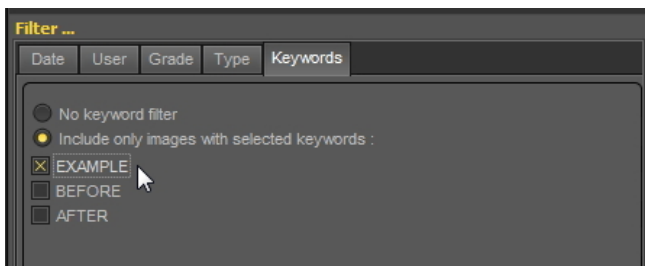 Filter ...
Date User Grade Type Keywords
No keyword filter
Include only images with selected keywords :
EXAMPLE
BEFORE
AFTER